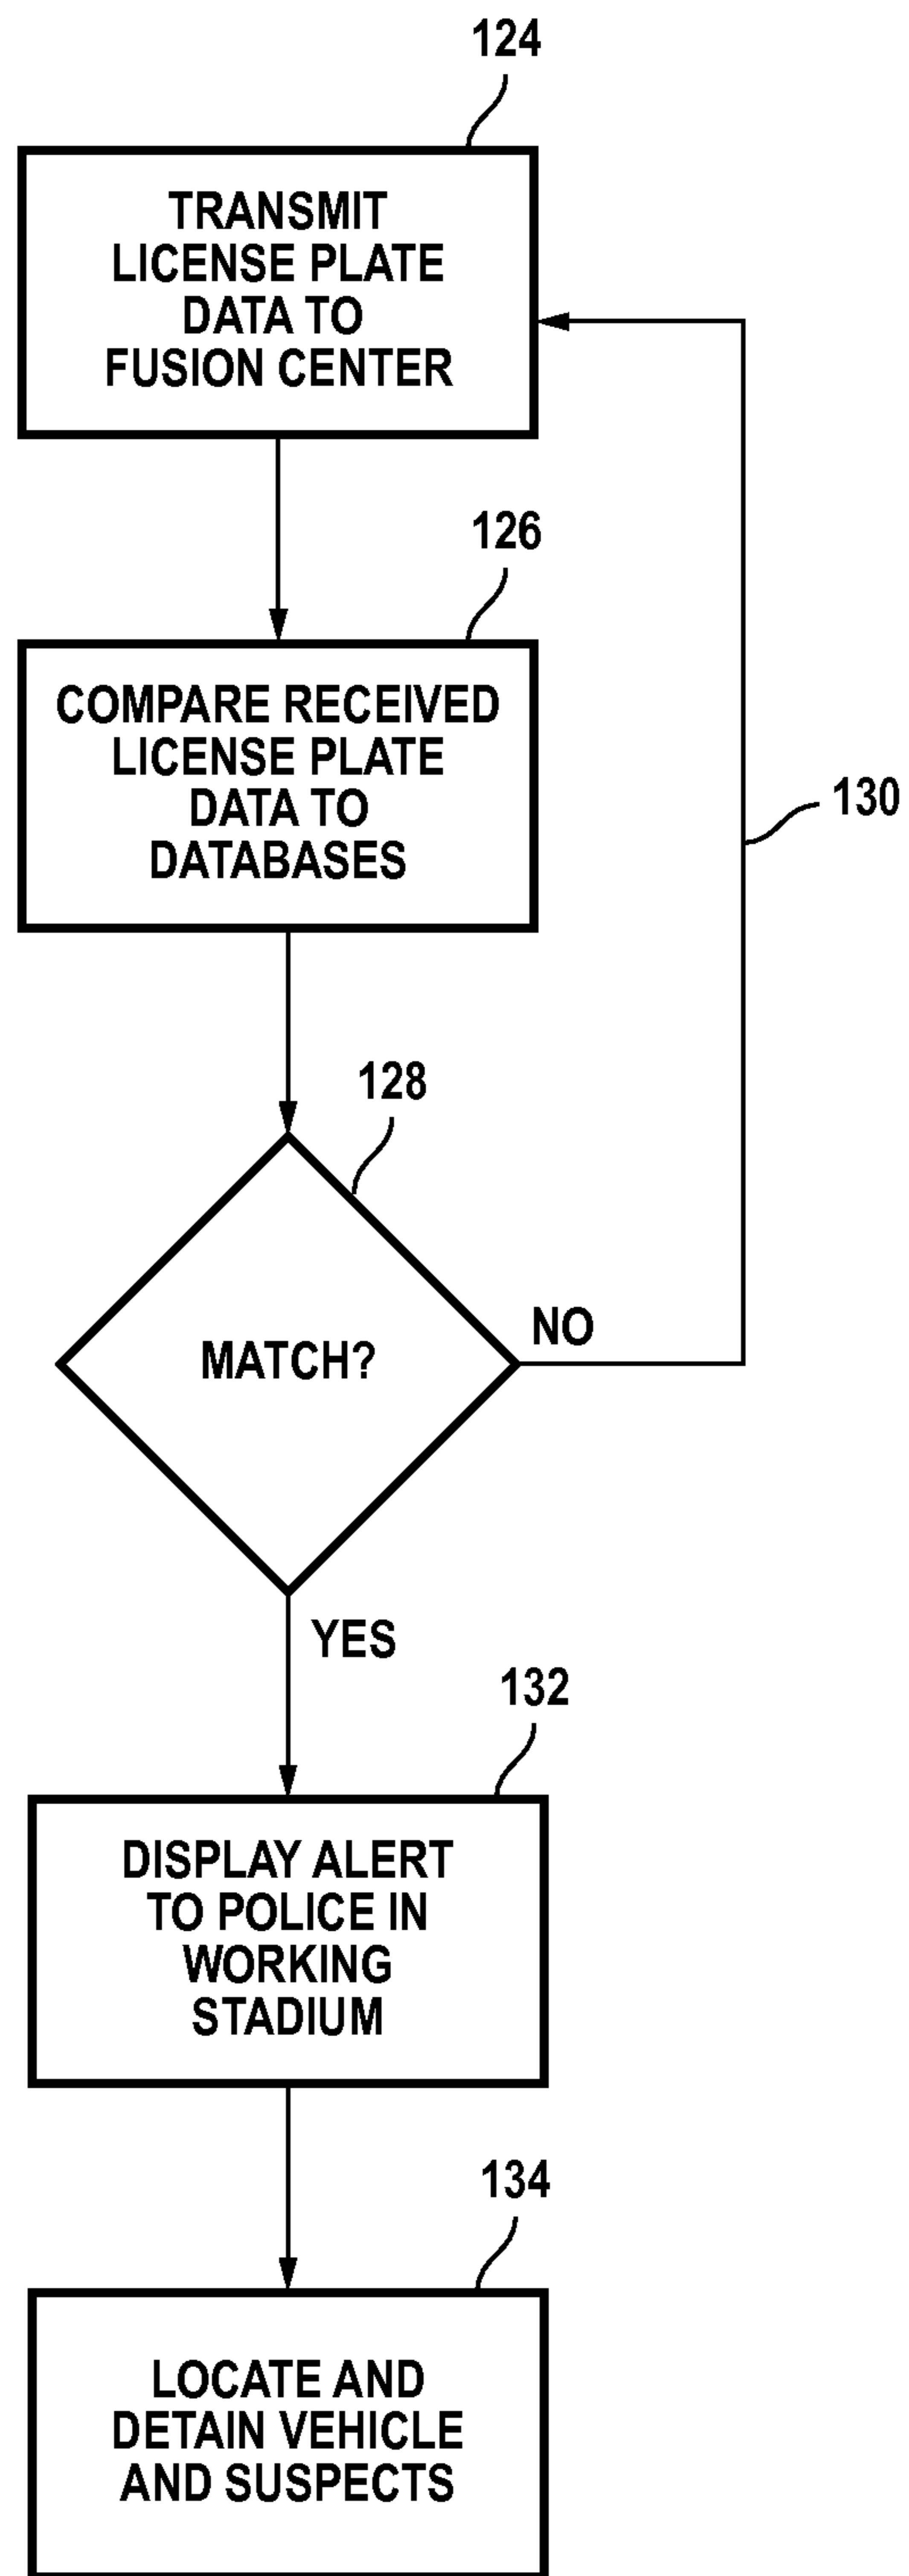 124
TRANSMIT
LICENSE PLATE
DATA TO
FUSION CENTER
126
COMPARE RECEIVED
LICENSE PLATE
DATA TO
DATABASES
130
128
MATCH?
NO
YES
132
DISPLAY ALERT
TO POLICE IN
WORKING
STADIUM
134
LOCATE AND
DETAIN VEHICLE
AND SUSPECTS